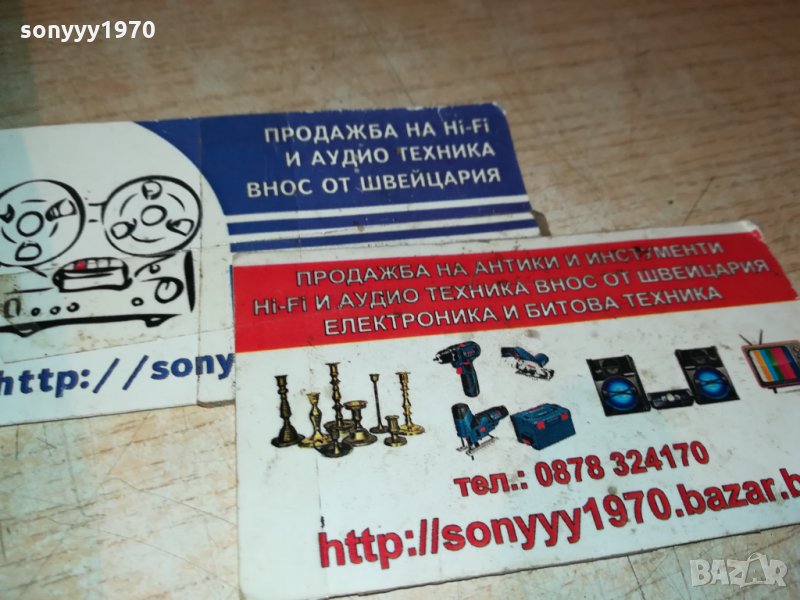 sonyyy1970
ПРОДАЖБА НА Hi-Fi
И АУДИО ТЕХНИКА
ВНОС ОТ ШВЕЙЦАРИЯ
http://sony
ПРОДАЖБА НА АНТИКИ И ИНСТУМЕНТИ
Hi-Fi И АУДИО ТЕХНИКА ВНОС ОТ ШВЕЙЦАРИЯ
ЕЛЕКТРОНИКА И БИТОВА ТЕХНИКА
тел.: 0878 324170
http://sonyyy1970.bazar.b
BAZAR